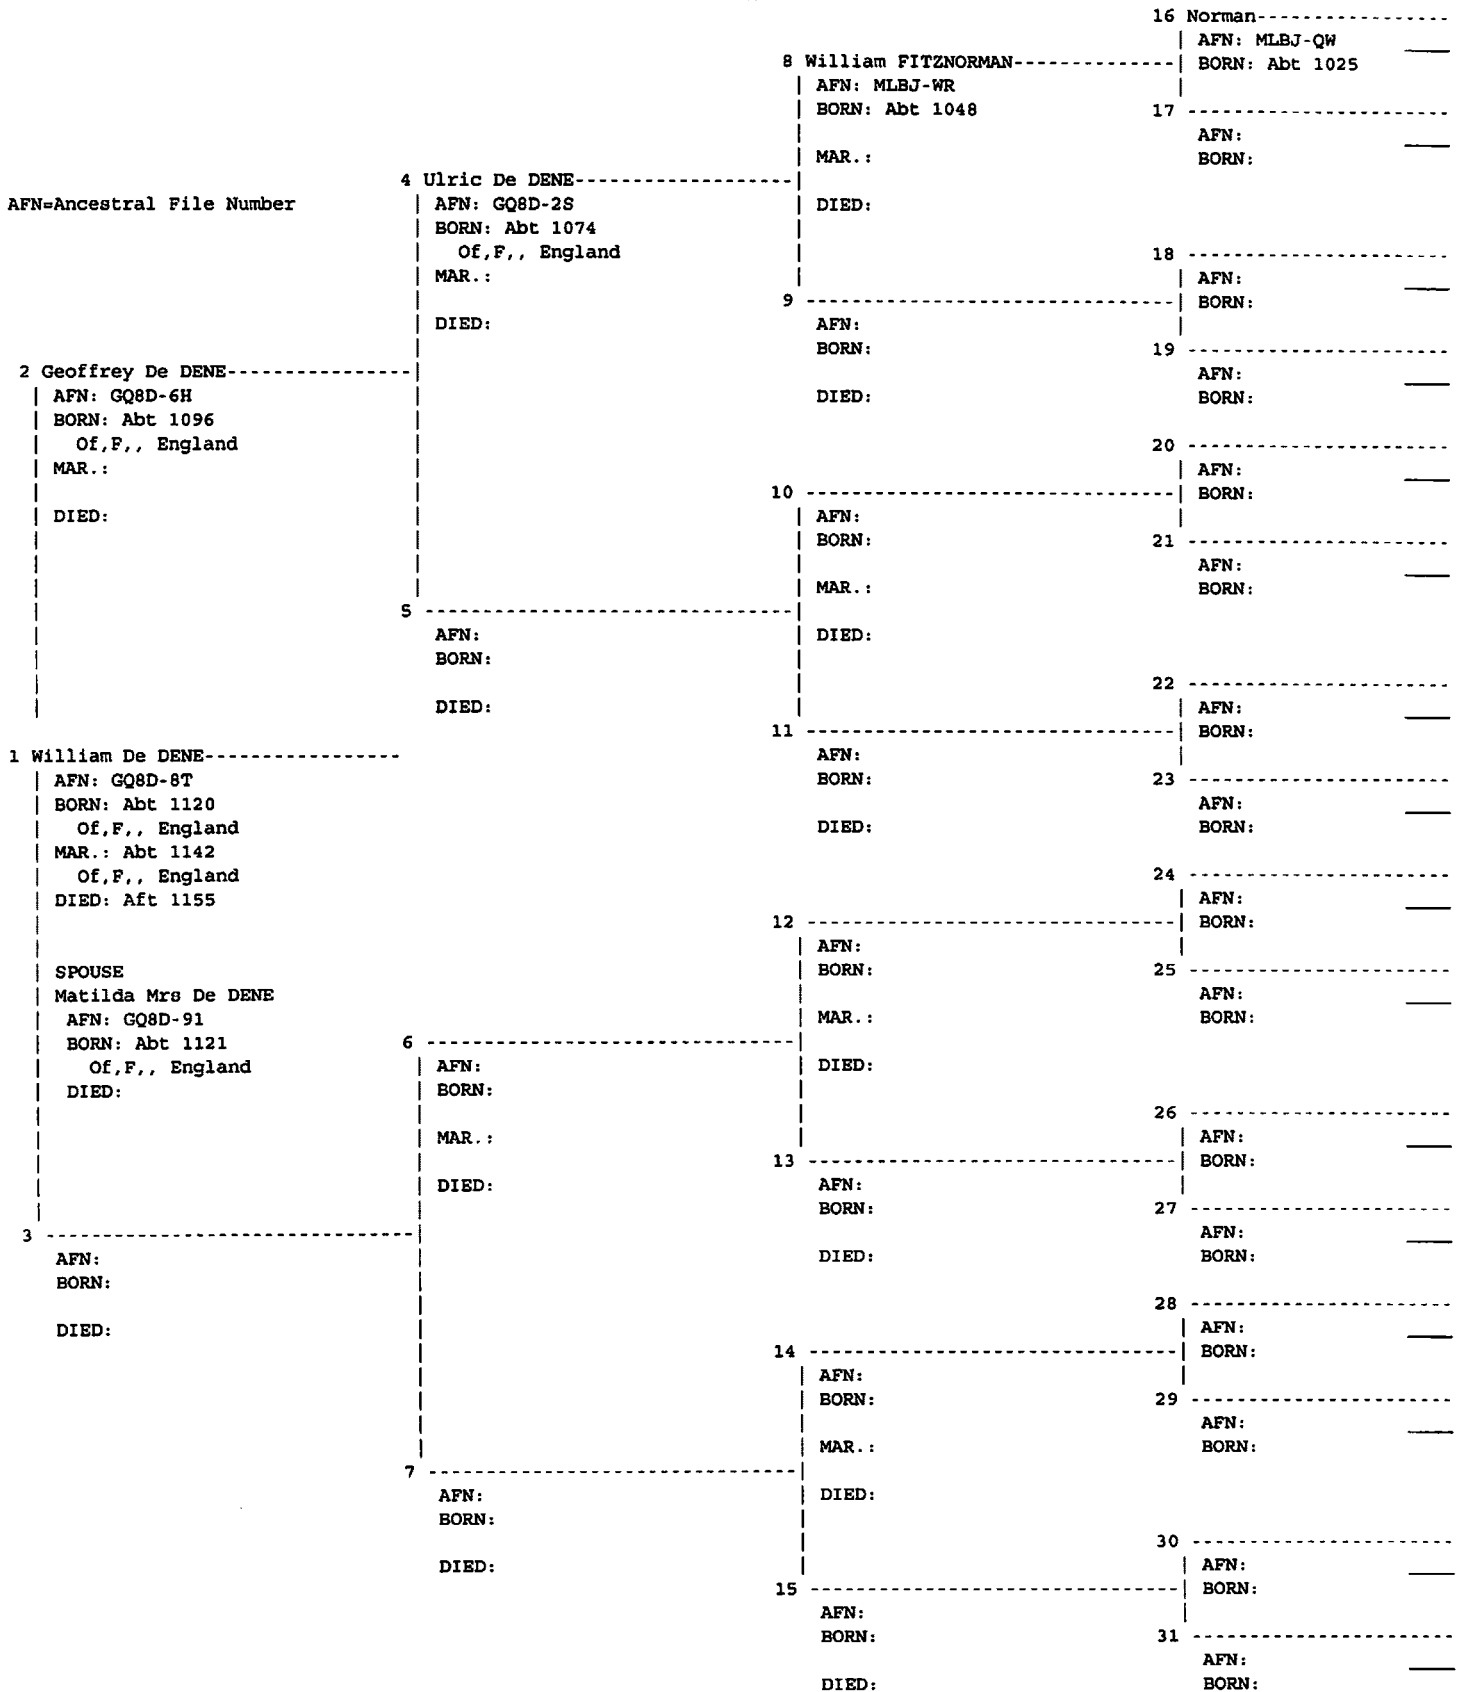 16 Norman----------------
AFN: MLBJ-QW
BORN: Abt 1025
8 William FITZNORMAN--------------
AFN: MLBJ-WR
BORN: Abt 1048
MAR.:
DIED:
17 ----------------------
AFN:
BORN:
4 Ulric De DENE-------------------
AFN: GQ8D-2S
BORN: Abt 1074
Of,F,, England
MAR.:
DIED:
AFN=Ancestral File Number
18 ----------------------
AFN:
BORN:
9 --------------------------------
AFN:
BORN:
DIED:
19 ----------------------
AFN:
BORN:
2 Geoffrey De DENE----------------
AFN: GQ8D-6H
BORN: Abt 1096
Of,F,, England
MAR.:
DIED:
20 ----------------------
AFN:
BORN:
10 --------------------------------
AFN:
BORN:
MAR.:
DIED:
21 ----------------------
AFN:
BORN:
5 --------------------------------
AFN:
BORN:
DIED:
22 ----------------------
AFN:
BORN:
11 --------------------------------
AFN:
BORN:
DIED:
23 ----------------------
AFN:
BORN:
1 William De DENE-----------------
AFN: GQ8D-8T
BORN: Abt 1120
Of,F,, England
MAR.: Abt 1142
Of,F,, England
DIED: Aft 1155
SPOUSE
Matilda Mrs De DENE
AFN: GQ8D-91
BORN: Abt 1121
Of,F,, England
DIED:
24 ----------------------
AFN:
BORN:
12 --------------------------------
AFN:
BORN:
MAR.:
DIED:
25 ----------------------
AFN:
BORN:
6 --------------------------------
AFN:
BORN:
MAR.:
DIED:
26 ----------------------
AFN:
BORN:
13 --------------------------------
AFN:
BORN:
DIED:
27 ----------------------
AFN:
BORN:
3 --------------------------------
AFN:
BORN:
DIED:
28 ----------------------
AFN:
BORN:
14 --------------------------------
AFN:
BORN:
MAR.:
DIED:
29 ----------------------
AFN:
BORN:
7 --------------------------------
AFN:
BORN:
DIED:
30 ----------------------
AFN:
BORN:
15 --------------------------------
AFN:
BORN:
DIED:
31 ----------------------
AFN:
BORN: